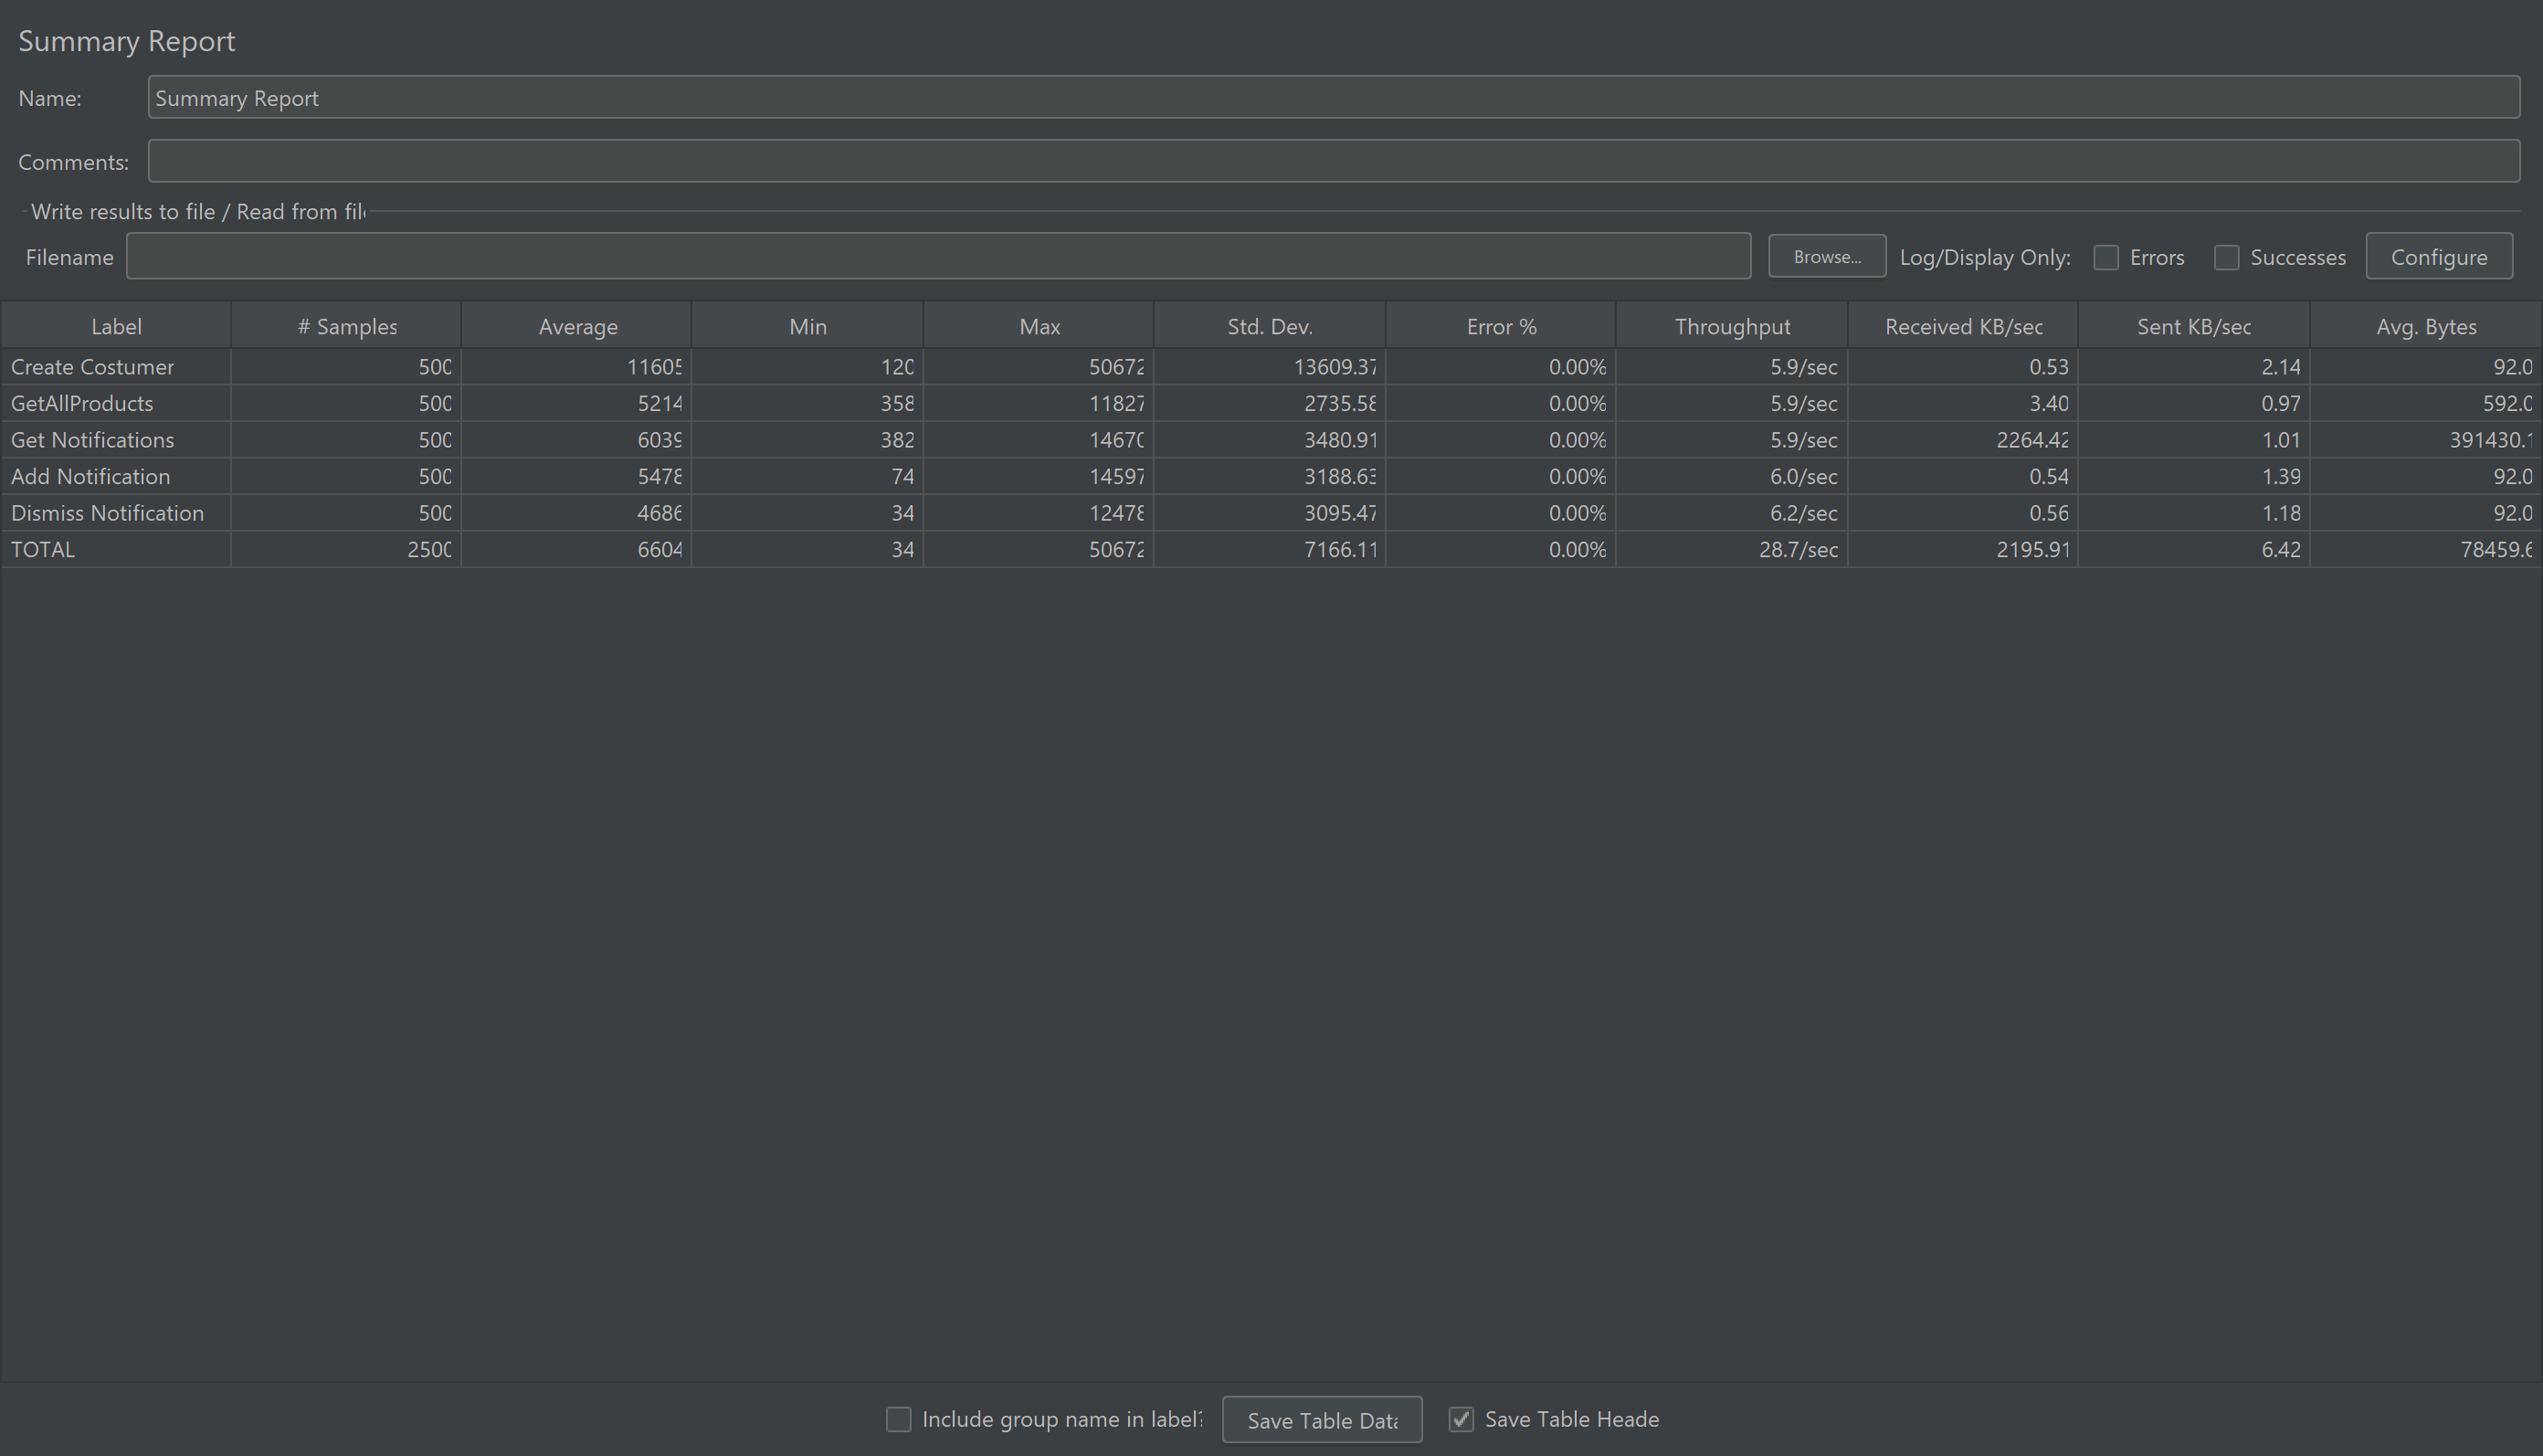 Summary Report
Name: Summary Report
Comments:
Write results to file / Read from file
Filename Browse... Log/Display Only: Errors Successes Configure
Label # Samples Average Min Max Std. Dev. Error % Throughput Received KB/sec Sent KB/sec Avg. Bytes
Create Costumer 500 11605 120 50672 13609.37 0.00% 5.9/sec 0.53 2.14 92.0
GetAllProducts 500 5214 358 11827 2735.58 0.00% 5.9/sec 3.40 0.97 592.0
Get Notifications 500 6039 382 14670 3480.91 0.00% 5.9/sec 2264.42 1.01 391430.1
Add Notification 500 5478 74 14597 3188.63 0.00% 6.0/sec 0.54 1.39 92.0
Dismiss Notification 500 4686 34 12478 3095.47 0.00% 6.2/sec 0.56 1.18 92.0
TOTAL 2500 6604 34 50672 7166.11 0.00% 28.7/sec 2195.91 6.42 78459.6
Include group name in label? Save Table Data Save Table Heade